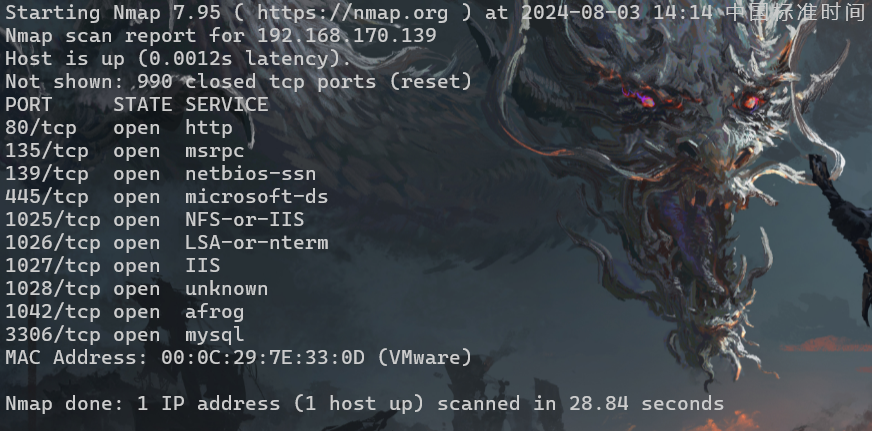 Starting Nmap 7.95 ( https://nmap.org ) at 2024-08-03 14:14 中国标准时间
Nmap scan report for 192.168.170.139
Host is up (0.0012s latency).
Not shown: 990 closed tcp ports (reset)
PORT     STATE SERVICE
80/tcp   open  http
135/tcp  open  msrpc
139/tcp  open  netbios-ssn
445/tcp  open  microsoft-ds
1025/tcp open  NFS-or-IIS
1026/tcp open  LSA-or-nterm
1027/tcp open  IIS
1028/tcp open  unknown
1042/tcp open  afrog
3306/tcp open  mysql
MAC Address: 00:0C:29:7E:33:0D (VMware)
Nmap done: 1 IP address (1 host up) scanned in 28.84 seconds